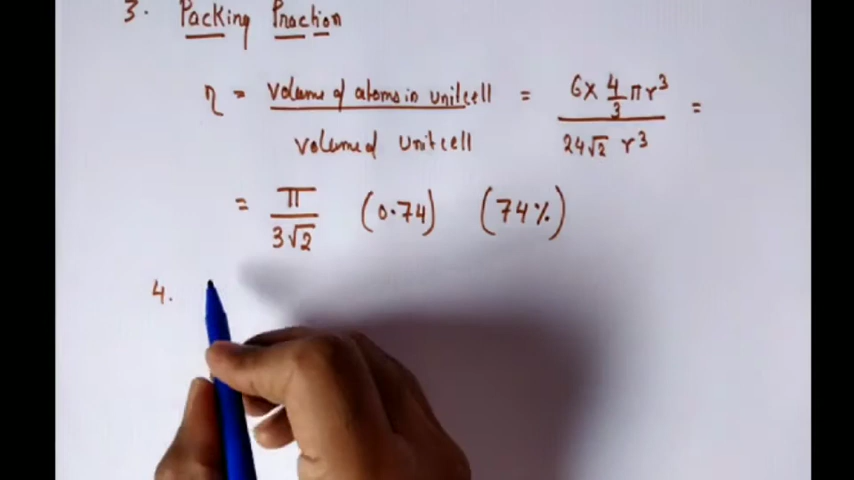 3. Packing Fraction
η = volume of atoms in unitcell / volume of unitcell = 6 × 4/3 πr³ / 24√2 r³ =
= π / 3√2 (0.74) (74%)
4.